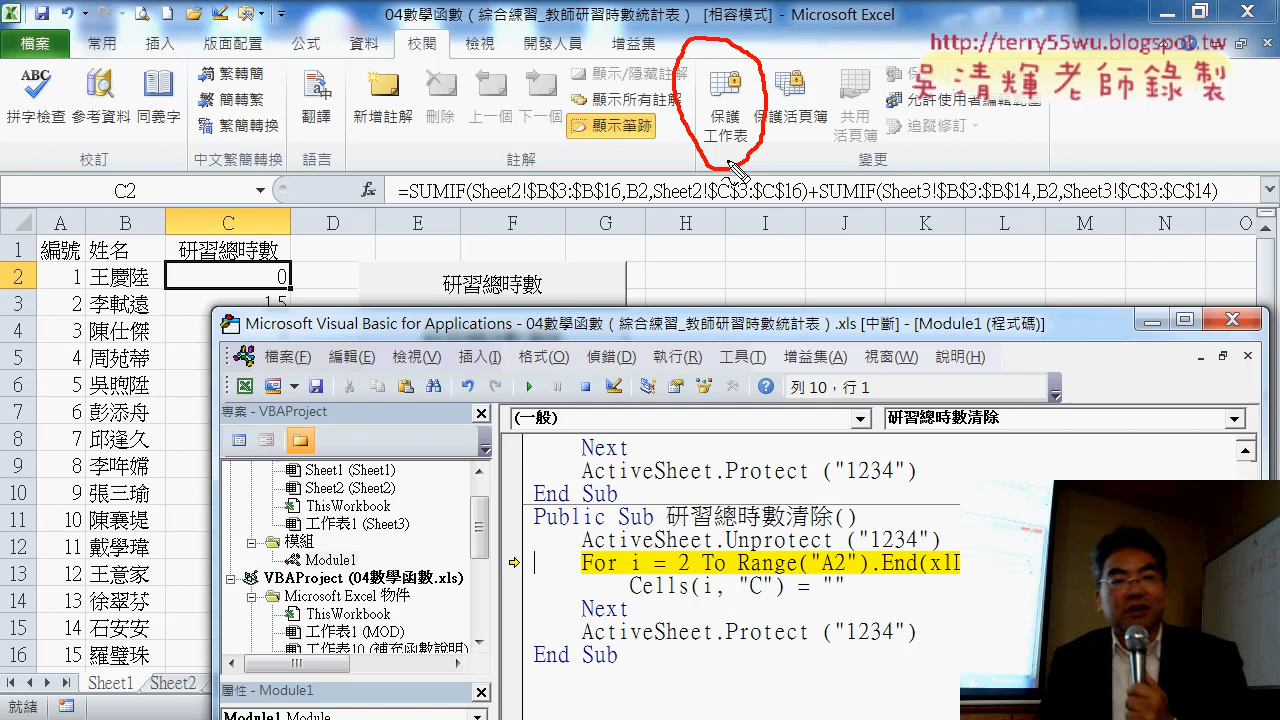 04數學函數（綜合練習_教師研習時數統計表） [相容模式] - Microsoft Excel
檔案 常用 插入 版面配置 公式 資料 校閱 檢視 開發人員 增益集
http://terry55wu.blogspot.tw
吳清輝老師錄製
ABC
拼字檢查 參考資料 同義字
繁轉簡
簡轉繁
繁簡轉換
翻譯
新增註解 刪除 上一個 下一個
顯示/隱藏註解
顯示所有註解
顯示筆跡
保護
工作表
保護活頁簿
共用
活頁簿
允許使用者編輯範圍
追蹤修訂
校訂 中文繁簡轉換 語言 註解 變更
C2 fx =SUMIF(Sheet2!$B$3:$B$16,B2,Sheet2!$C$3:$C$16)+SUMIF(Sheet3!$B$3:$B$14,B2,Sheet3!$C$3:$C$14)
A B C D E F G H I J K L M N O
1 編號 姓名 研習總時數
2 1 王慶陸 0
研習總時數
3 2 李軾遠 1.5
4 3 陳仕傑
5 4
6 5
7 6 彭添舟
8 7 邱逢久
9 8
10 9 張三瑜
11 10 陳襄堤
12 11 戴學瑋
13 12 王意家
14 13 徐翠芬
15 14 石安安
16 15 羅璧珠
Sheet1 Sheet2
就緒
Microsoft Visual Basic for Applications - 04數學函數（綜合練習_教師研習時數統計表）.xls [中斷] - [Module1 (程式碼)]
檔案(F) 編輯(E) 檢視(V) 插入(I) 格式(O) 偵錯(D) 執行(R) 工具(T) 增益集(A) 視窗(W) 說明(H)
列 10，行 1
專案 - VBAProject
Sheet1 (Sheet1)
Sheet2 (Sheet2)
ThisWorkbook
工作表1 (Sheet3)
模組
Module1
VBAProject (04數學函數.xls)
Microsoft Excel 物件
ThisWorkbook
工作表1 (MOD)
工作表10 (補充函數說明)
屬性 - Module1
Module1 Module
(一般) 研習總時數清除
Next
ActiveSheet.Protect ("1234")
End Sub
Public Sub 研習總時數清除()
ActiveSheet.Unprotect ("1234")
For i = 2 To Range("A2").End(xlD
Cells(i, "C") = ""
Next
ActiveSheet.Protect ("1234")
End Sub